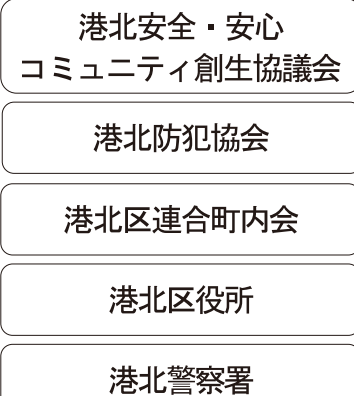 港北安全・安心
コミュニティ創生協議会
港北防犯協会
港北区連合町内会
港北区役所
港北警察署